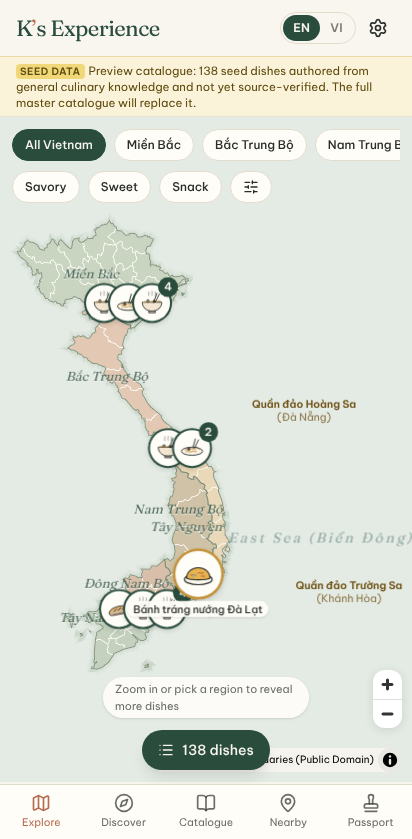 K's Experience
EN VI
SEED DATA Preview catalogue: 138 seed dishes authored from
general culinary knowledge and not yet source-verified. The full
master catalogue will replace it.
All Vietnam Miền Bắc Bắc Trung Bộ Nam Trung B
Savory Sweet Snack
Miền Bắc
4
Bắc Trung Bộ
Quần đảo Hoàng Sa
(Đà Nẵng)
2
Nam Trung Bộ
Tây Nguyên
East Sea (Biển Đông)
Đông Nam Bộ
Quần đảo Trường Sa
(Khánh Hòa)
Bánh tráng nướng Đà Lạt
Tây Na
Zoom in or pick a region to reveal
more dishes
+
−
138 dishes
daries (Public Domain)
Explore Discover Catalogue Nearby Passport